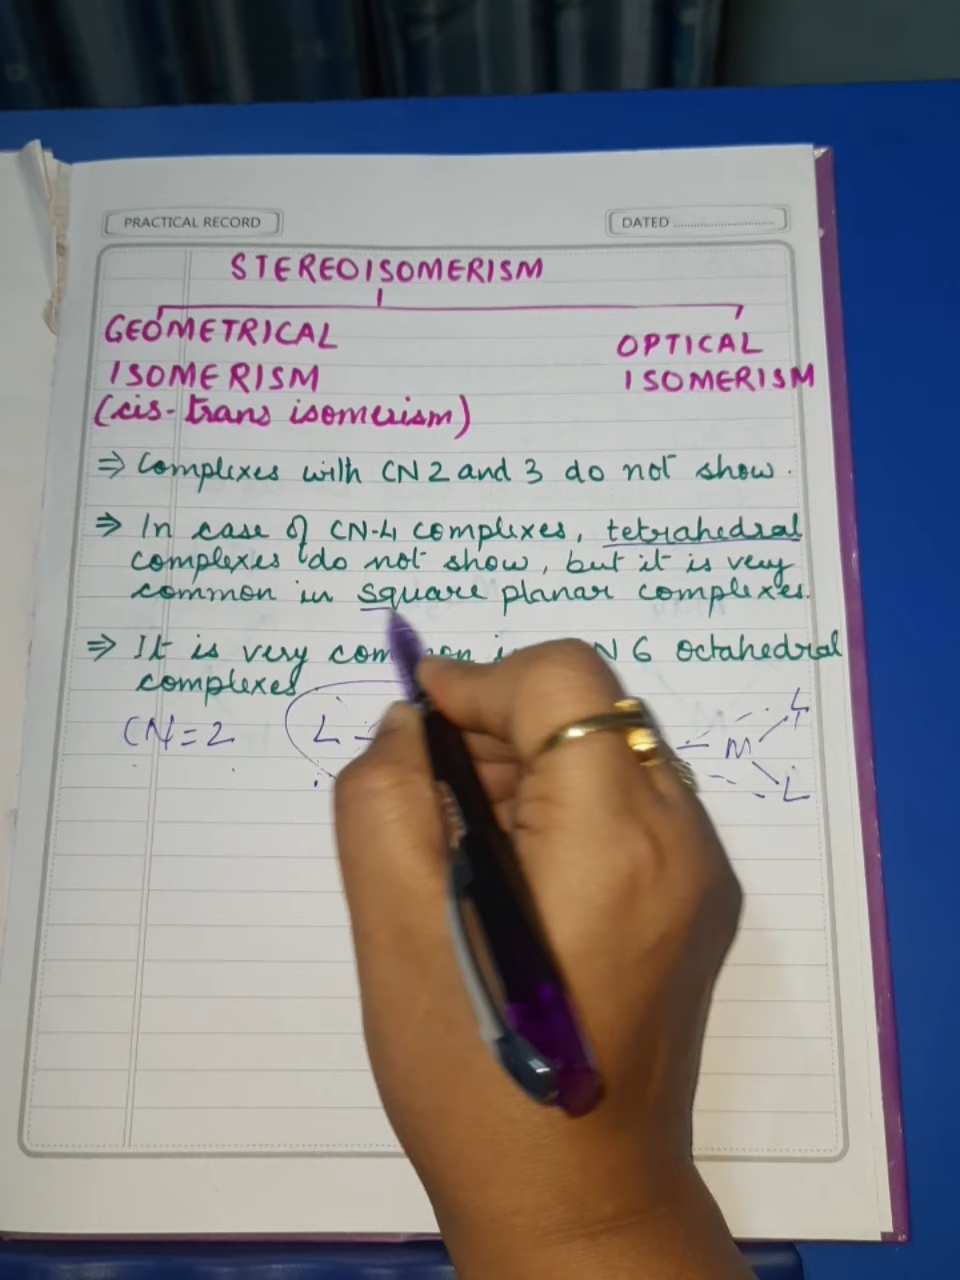 PRACTICAL RECORD
DATED
STEREOISOMERISM
GEOMETRICAL
ISOMERISM
(cis-trans isomerism)
OPTICAL
ISOMERISM
⇒ Complexes with CN 2 and 3 do not show.
⇒ In case of CN-4 complexes, tetrahedral
complexes do not show, but it is very
common in square planar complexes.
⇒ It is very common N 6 octahedral
complexes
CN=2 L – – M L
L